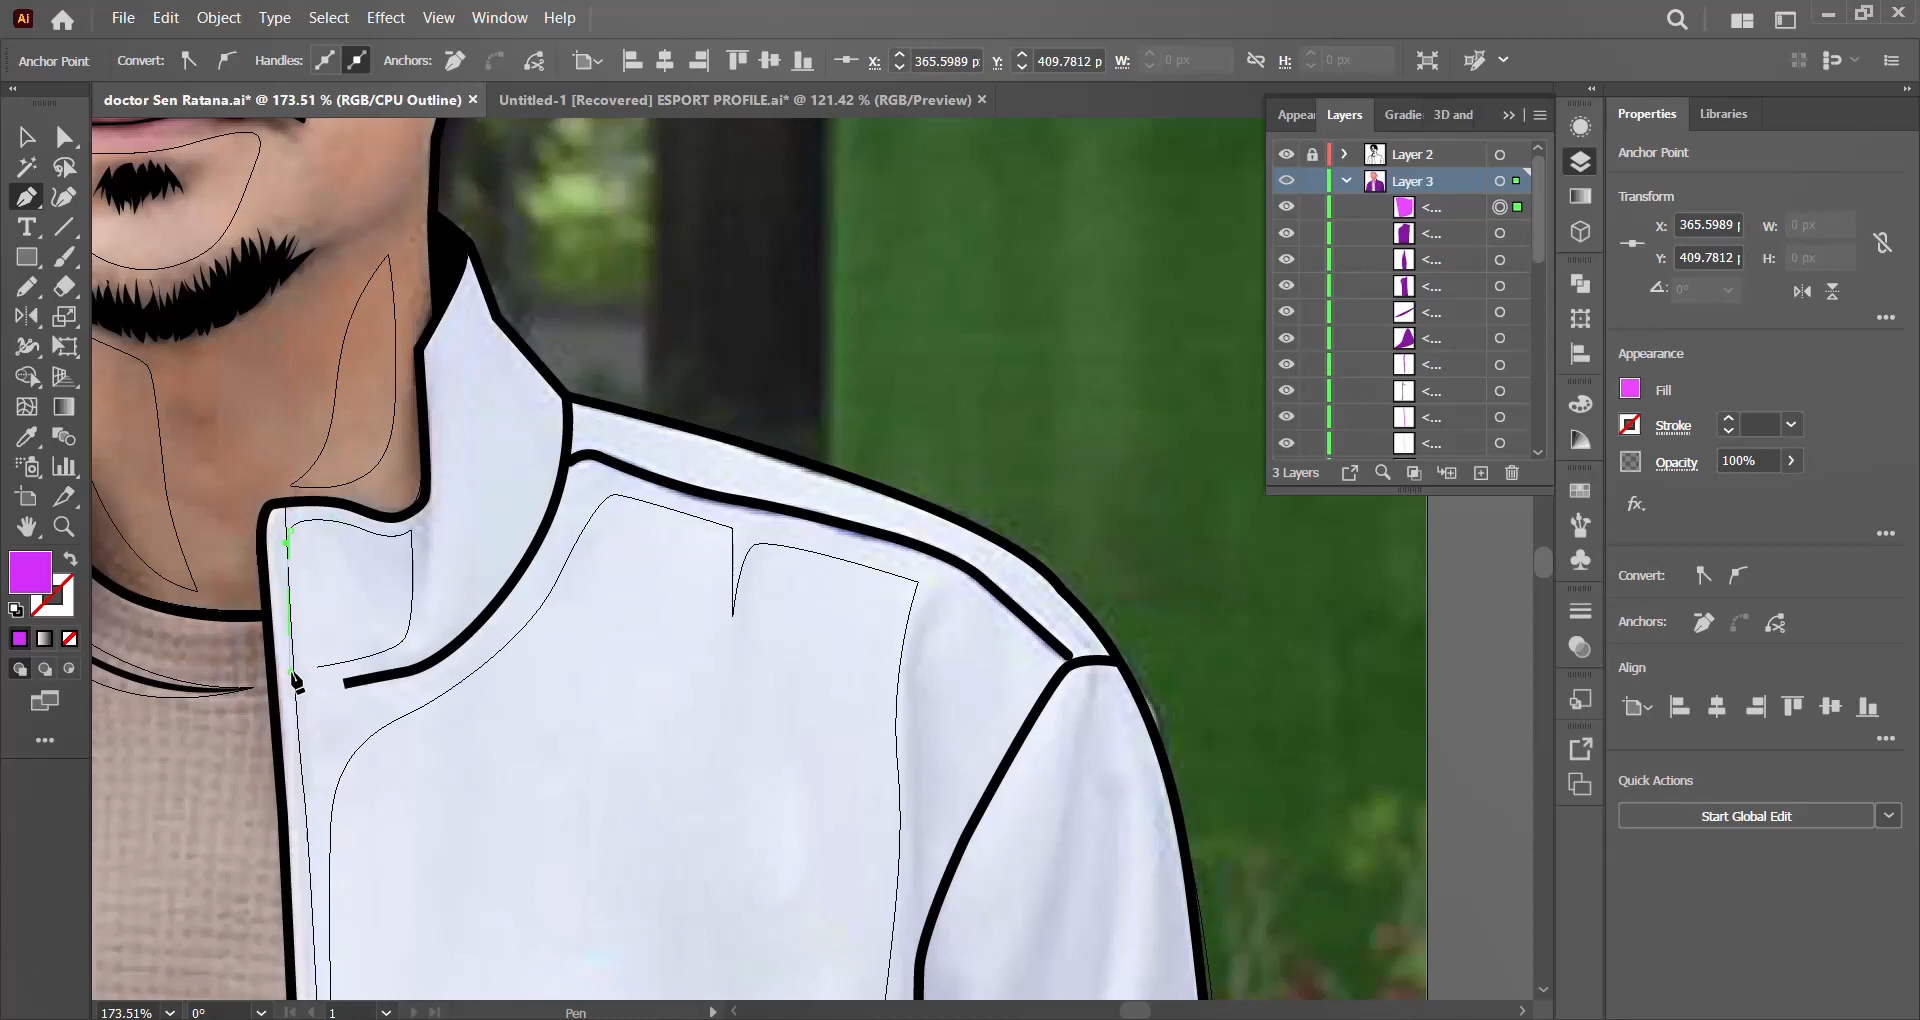 Ai File Edit Object Type Select Effect View Window Help
Anchor Point Convert: Handles: Anchors: X: 365.5989 p Y: 409.7812 p W: 0 px H: 0 px
doctor Sen Ratana.ai* @ 173.51 % (RGB/CPU Outline) × Untitled-1 [Recovered] ESPORT PROFILE.ai* @ 121.42 % (RGB/Preview) ×
Appear Layers Gradie 3D and
Layer 2
Layer 3
<...
<...
<...
<...
<...
<...
<...
<...
<...
<...
3 Layers
Properties Libraries
Anchor Point
Transform
X: 365.5989 p W: 0 px
Y: 409.7812 p H: 0 px
0°
Appearance
Fill
Stroke
Opacity 100%
fx.
Convert:
Anchors:
Align
Quick Actions
Start Global Edit
173.51% 0° 1 Pen